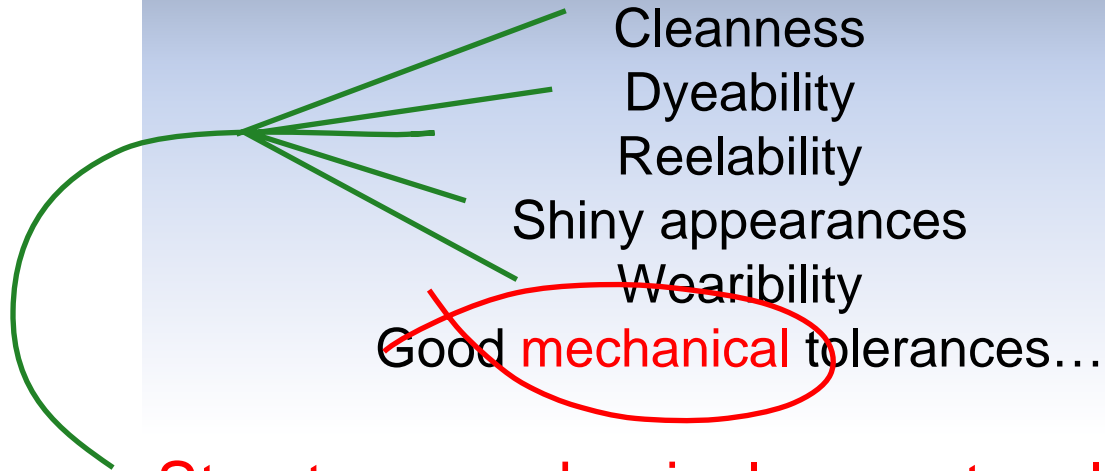 Cleanness
Dyeability
Reelability
Shiny appearances
Wearibility
Good mechanical tolerances…